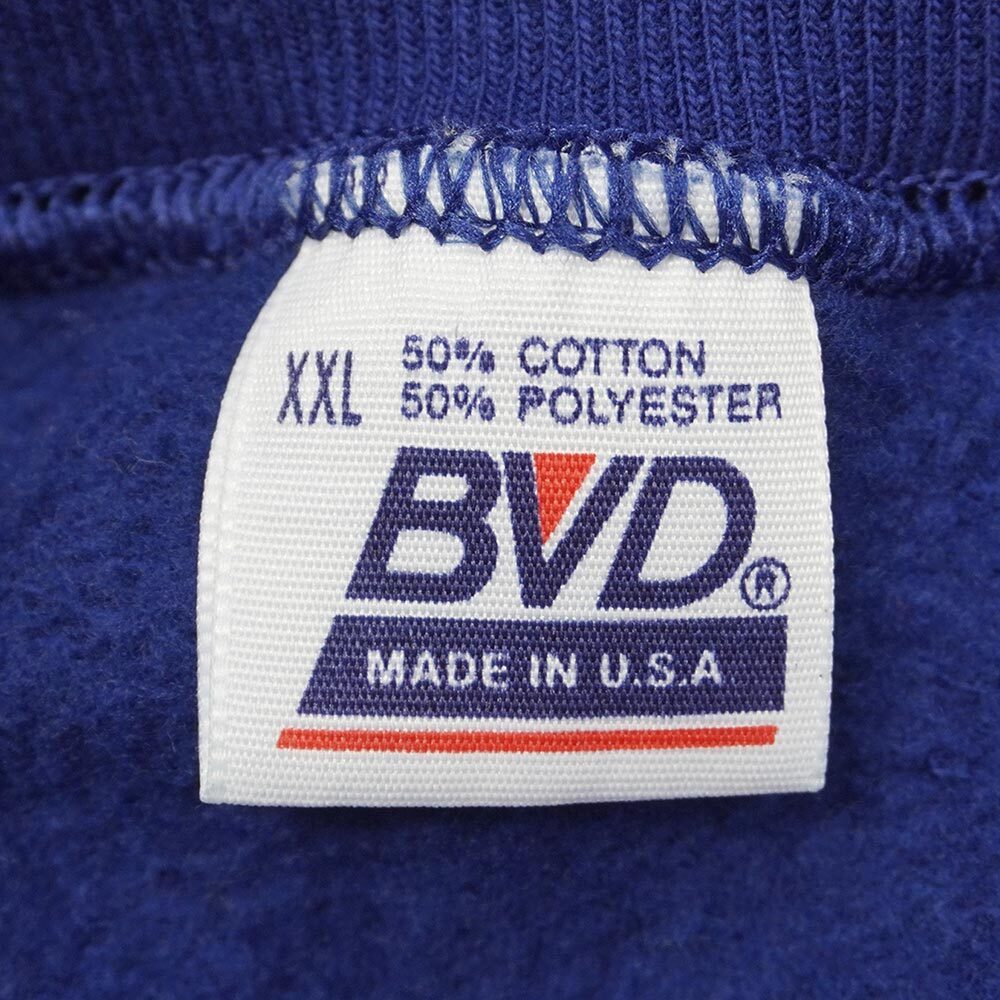 XXL
50% COTTON
50% POLYESTER
BVD®
MADE IN U.S.A